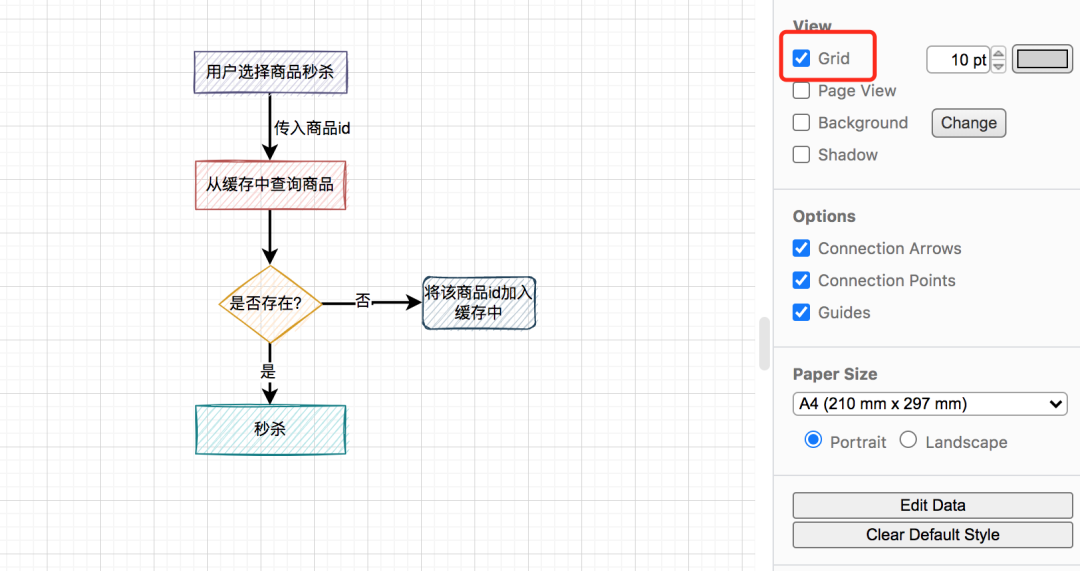 用户选择商品秒杀
传入商品id
从缓存中查询商品
是否存在?
否
将该商品id加入
缓存中
是
秒杀
View
Grid
10 pt
Page View
Background
Change
Shadow
Options
Connection Arrows
Connection Points
Guides
Paper Size
A4 (210 mm x 297 mm)
Portrait
Landscape
Edit Data
Clear Default Style